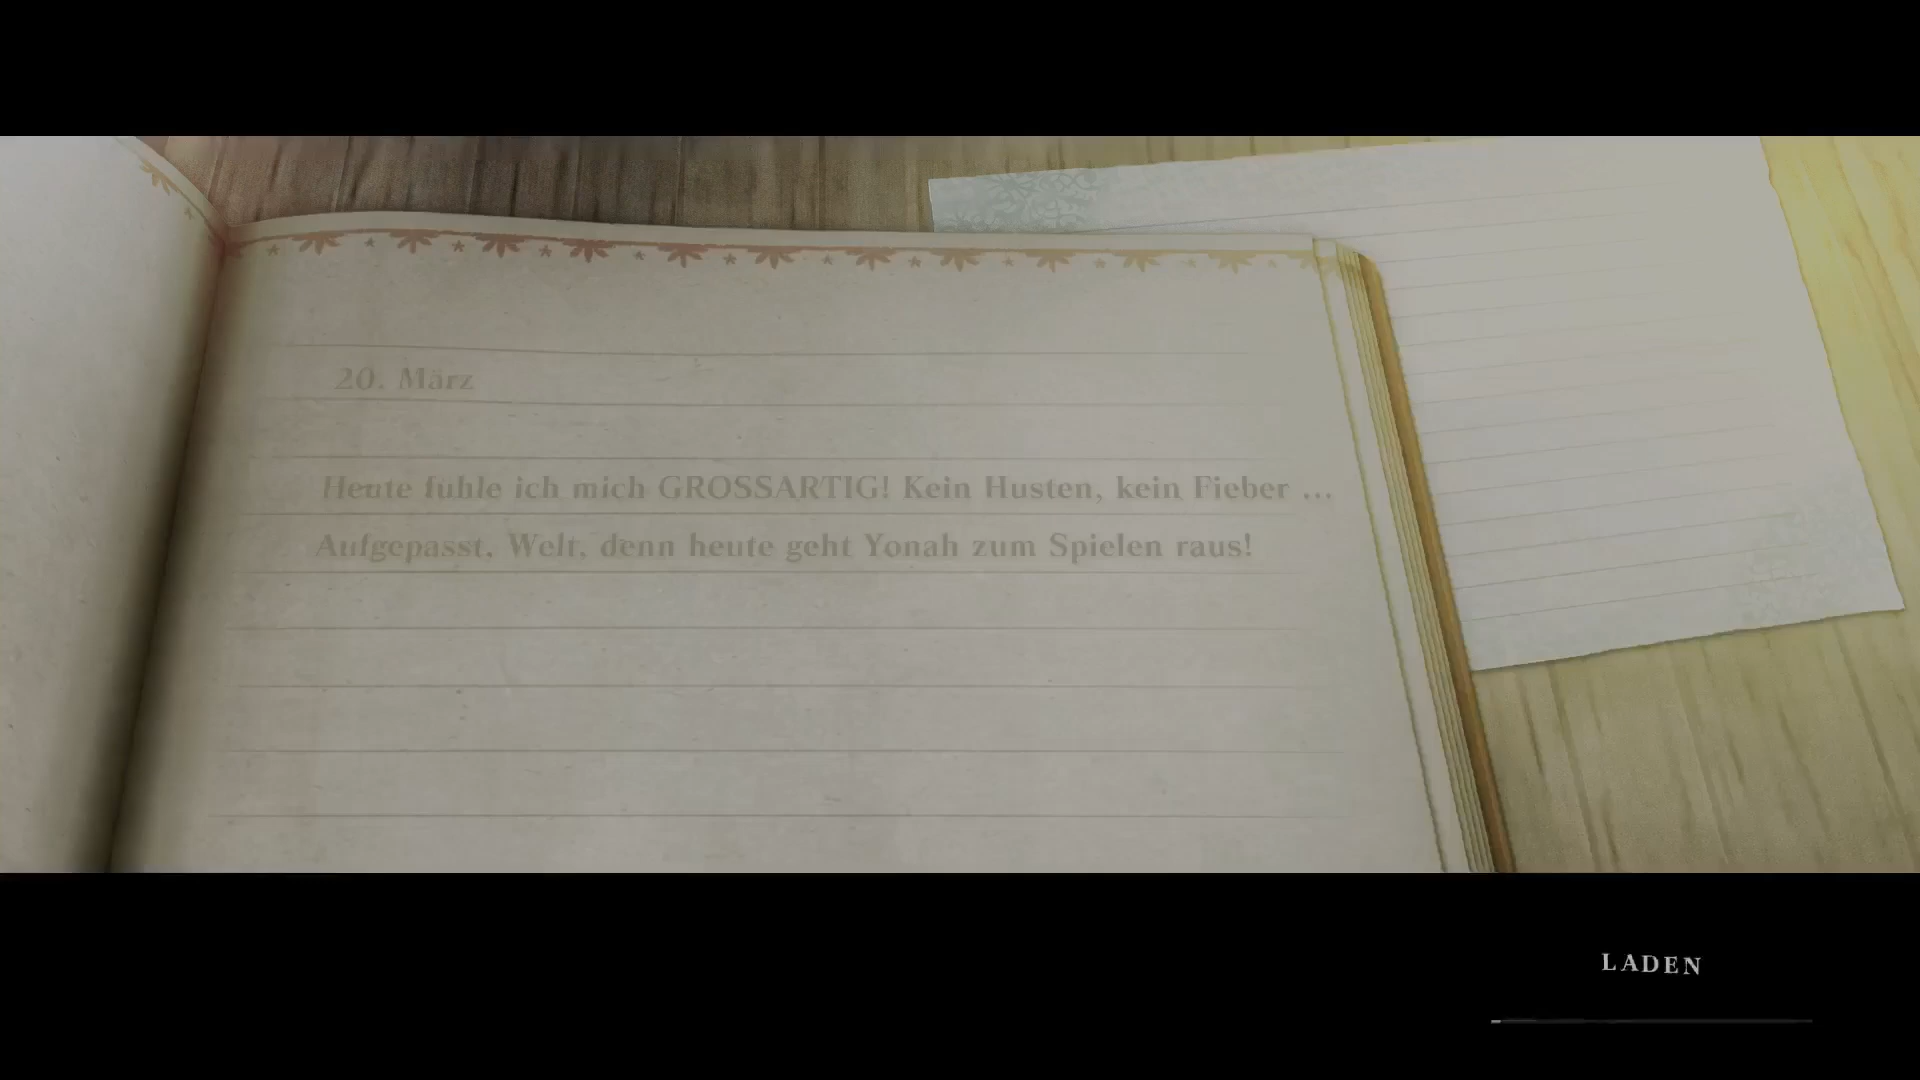 20. März
Heute fühle ich mich GROSSARTIG! Kein Husten, kein Fieber ...
Aufgepasst, Welt, denn heute geht Yonah zum Spielen raus!
LADEN